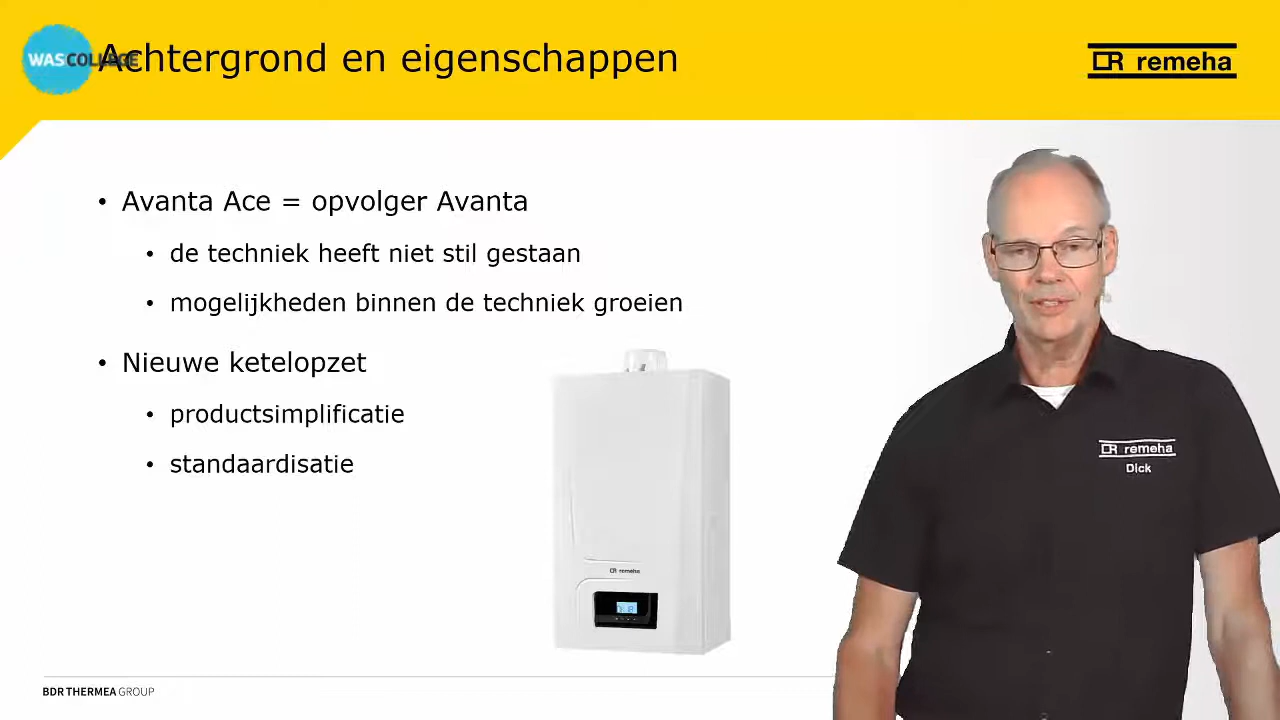 WASCOLLEGE
Achtergrond en eigenschappen
remeha
• Avanta Ace = opvolger Avanta
• de techniek heeft niet stil gestaan
• mogelijkheden binnen de techniek groeien
• Nieuwe ketelopzet
• productsimplificatie
• standaardisatie
remeha
remeha
Dick
BDR THERMEA GROUP